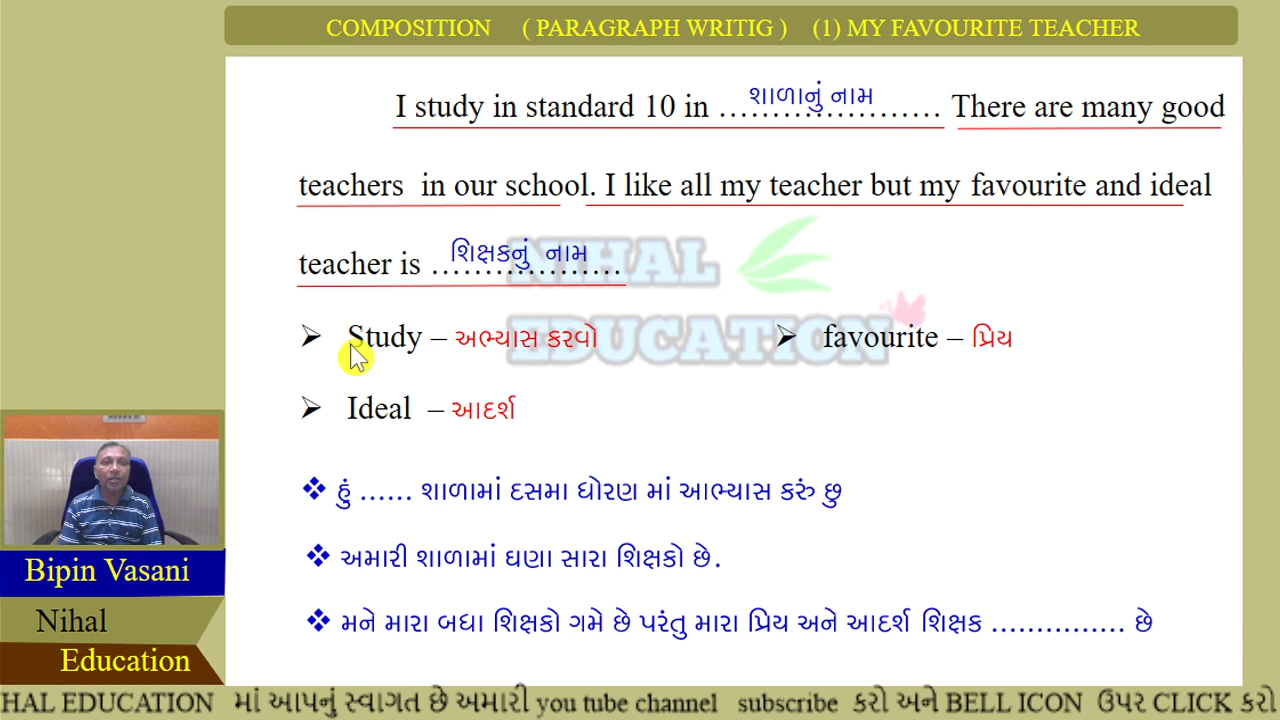 COMPOSITION ( PARAGRAPH WRITIG ) (1) MY FAVOURITE TEACHER
શાળાનું નામ
I study in standard 10 in ………………… There are many good
teachers in our school. I like all my teacher but my favourite and ideal
શિક્ષકનું નામ
teacher is ………………
NIHAL EDUCATION
➢ Study – અભ્યાસ કરવો ➢ favourite – પ્રિય
➢ Ideal – આદર્શ
❖ હું …… શાળામાં દસમા ધોરણ માં આભ્યાસ કરું છુ
❖ અમારી શાળામાં ઘણા સારા શિક્ષકો છે.
❖ મને મારા બધા શિક્ષકો ગમે છે પરંતુ મારા પ્રિય અને આદર્શ શિક્ષક …………… છે
Bipin Vasani
Nihal
Education
HAL EDUCATION માં આપનું સ્વાગત છે અમારી you tube channel subscribe કરો અને BELL ICON ઉપર CLICK કરો